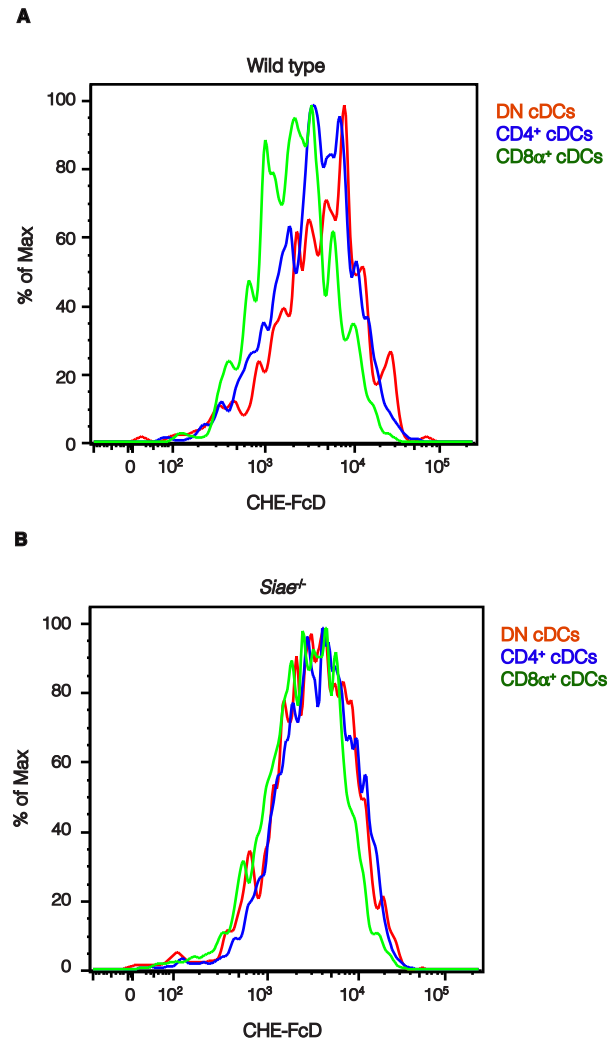 A
Wild type
100
80
60
40
20
0
% of Max
0 10² 10³ 10⁴ 10⁵
CHE-FcD
DN cDCs
CD4⁺ cDCs
CD8α⁺ cDCs
B
Siae⁻/⁻
100
80
60
40
20
0
% of Max
0 10² 10³ 10⁴ 10⁵
CHE-FcD
DN cDCs
CD4⁺ cDCs
CD8α⁺ cDCs